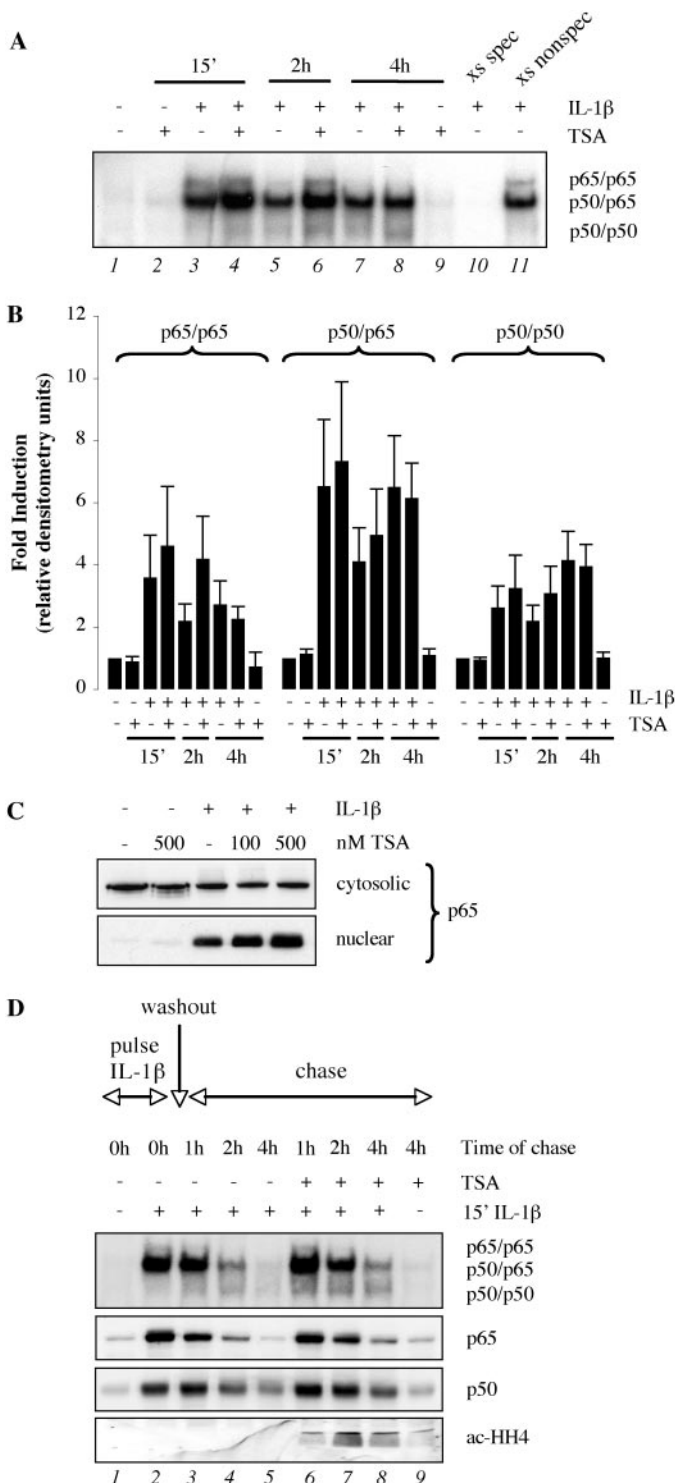 A
15' 2h 4h xs spec xs nonspec
- - + + + + + + - + + IL-1β
- + - + - + - + + - - TSA
p65/p65
p50/p65
p50/p50
1 2 3 4 5 6 7 8 9 10 11
B
12
10
8
6
4
2
0
Fold Induction
(relative densitometry units)
p65/p65 p50/p65 p50/p50
- - + + + + + + - - - + + + + + + - - - + + + + + + - IL-1β
- + - + - + - + + - + - + - + - + + - + - + - + - + + TSA
15' 2h 4h 15' 2h 4h 15' 2h 4h
C
- - + + + IL-1β
- 500 - 100 500 nM TSA
cytosolic
nuclear
p65
D
washout
pulse
IL-1β
chase
0h 0h 1h 2h 4h 1h 2h 4h 4h Time of chase
- - - - - + + + + TSA
- + + + + + + + - 15' IL-1β
p65/p65
p50/p65
p50/p50
p65
p50
ac-HH4
1 2 3 4 5 6 7 8 9